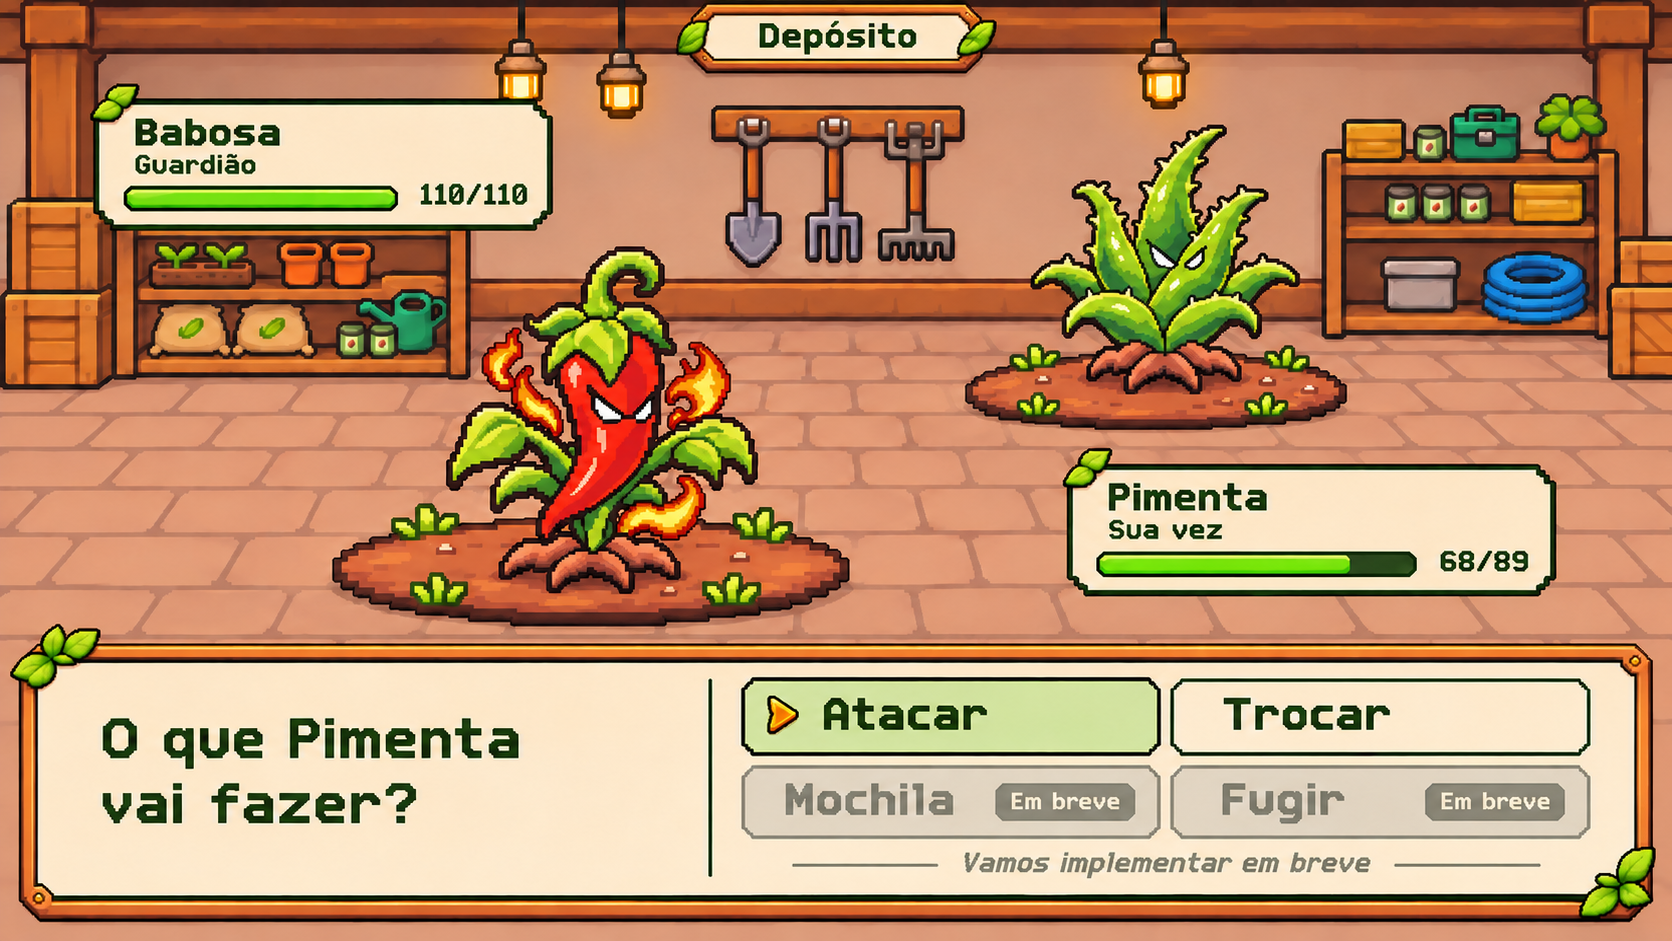 Depósito
Babosa
Guardião
110/110
Pimenta
Sua vez
68/89
O que Pimenta
vai fazer?
Atacar
Trocar
Mochila
Em breve
Fugir
Em breve
Vamos implementar em breve